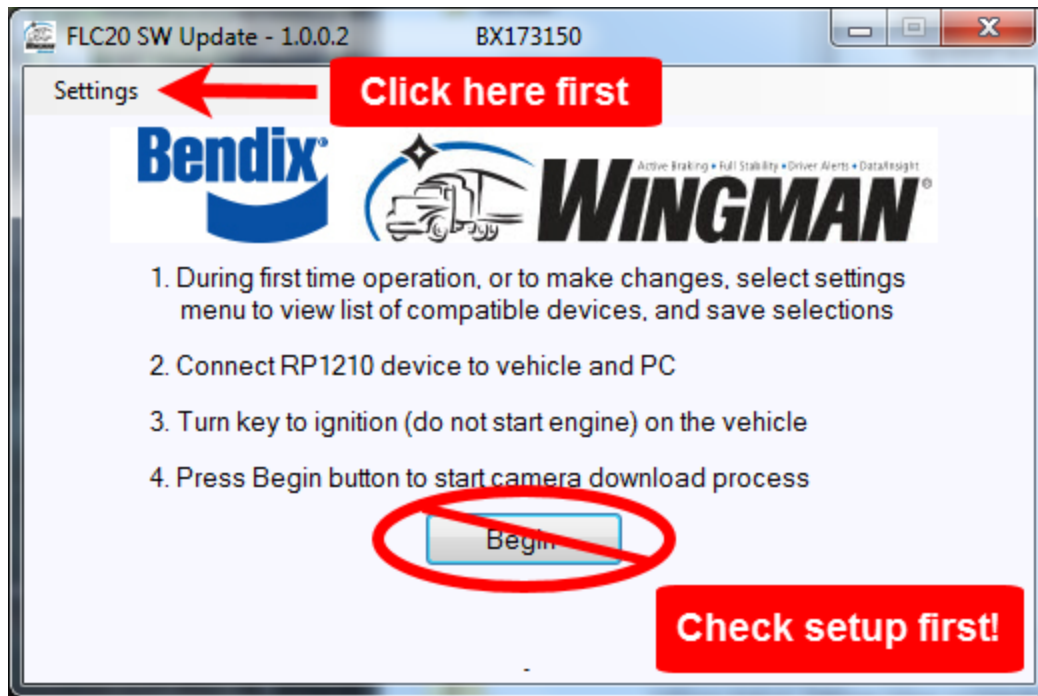 FLC20 SW Update - 1.0.0.2 BX173150
Settings
Click here first
Bendix®
Active Braking • Full Stability • Driver Alerts • DataInsight
WINGMAN®
1. During first time operation, or to make changes, select settings
menu to view list of compatible devices, and save selections
2. Connect RP1210 device to vehicle and PC
3. Turn key to ignition (do not start engine) on the vehicle
4. Press Begin button to start camera download process
Begin
Check setup first!
-